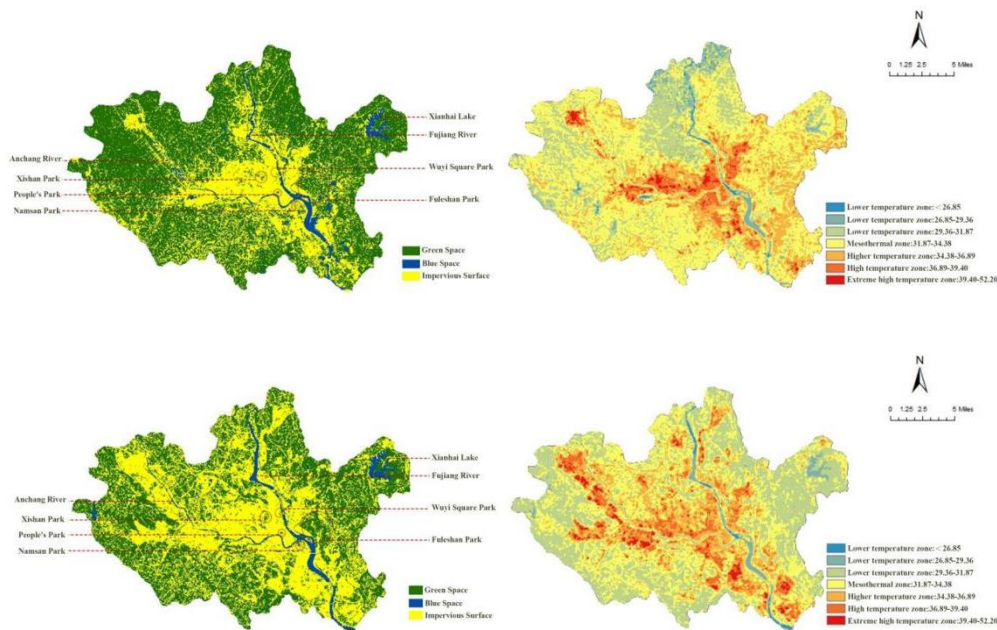 N
0 1.25 2.5 5 Miles
Xianhai Lake
Fujiang River
Anchang River
Wuyi Square Park
Xishan Park
People's Park
Fuleshan Park
Namsan Park
Green Space
Blue Space
Impervious Surface
Lower temperature zone:< 26.85
Lower temperature zone:26.85-29.36
Lower temperature zone:29.36-31.87
Mesothermal zone:31.87-34.38
Higher temperature zone:34.38-36.89
High temperature zone:36.89-39.40
Extreme high temperature zone:39.40-52.20
N
0 1.25 2.5 5 Miles
Xianhai Lake
Fujiang River
Anchang River
Wuyi Square Park
Xishan Park
People's Park
Fuleshan Park
Namsan Park
Green Space
Blue Space
Impervious Surface
Lower temperature zone:< 26.85
Lower temperature zone:26.85-29.36
Lower temperature zone:29.36-31.87
Mesothermal zone:31.87-34.38
Higher temperature zone:34.38-36.89
High temperature zone:36.89-39.40
Extreme high temperature zone:39.40-52.20